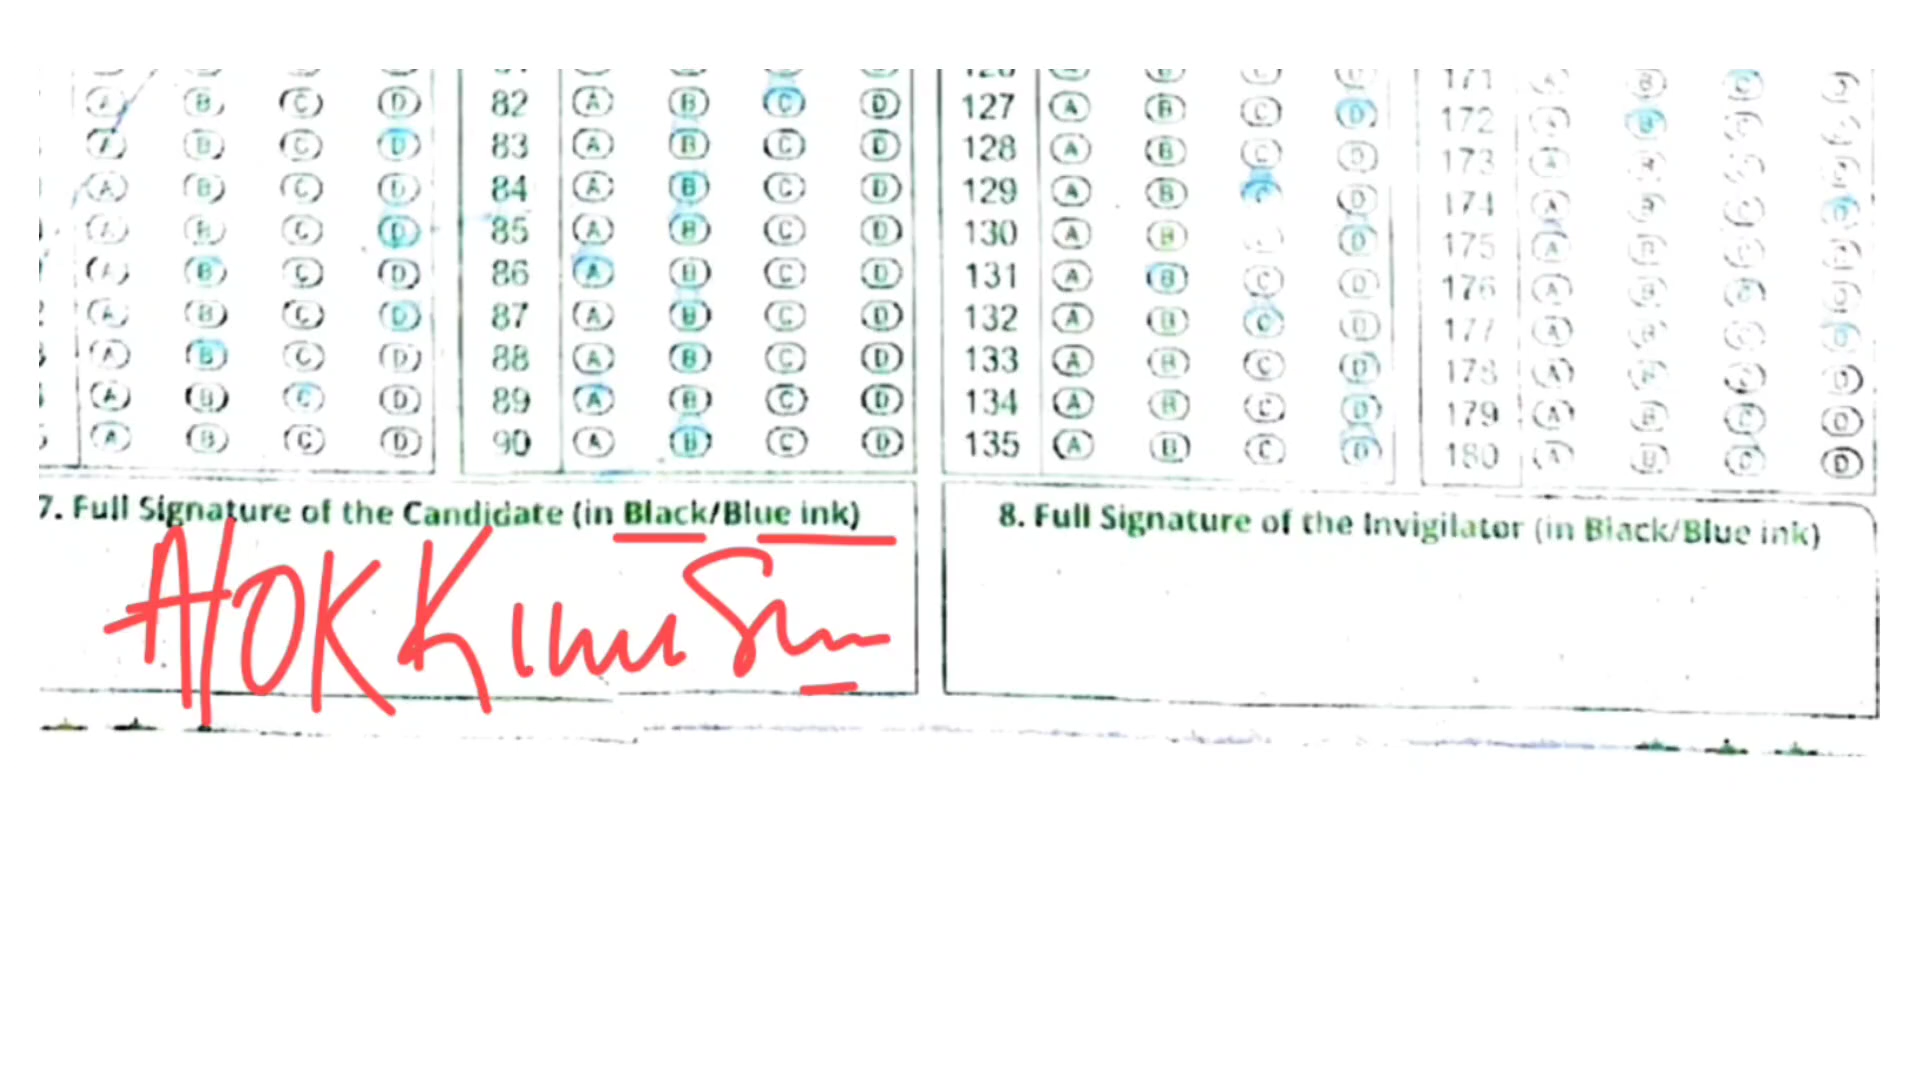 A B C D 82 A B C D 127 A B C D 172 A B C D
A B C D 83 A B C D 128 A B C D 173 A B C D
A B C D 84 A B C D 129 A B C D 174 A B C D
A B C D 85 A B C D 130 A B C D 175 A B C D
A B C D 86 A B C D 131 A B C D 176 A B C D
A B C D 87 A B C D 132 A B C D 177 A B C D
A B C D 88 A B C D 133 A B C D 178 A B C D
A B C D 89 A B C D 134 A B C D 179 A B C D
A B C D 90 A B C D 135 A B C D 180 A B C D
7. Full Signature of the Candidate (in Black/Blue ink)
8. Full Signature of the Invigilator (in Black/Blue ink)